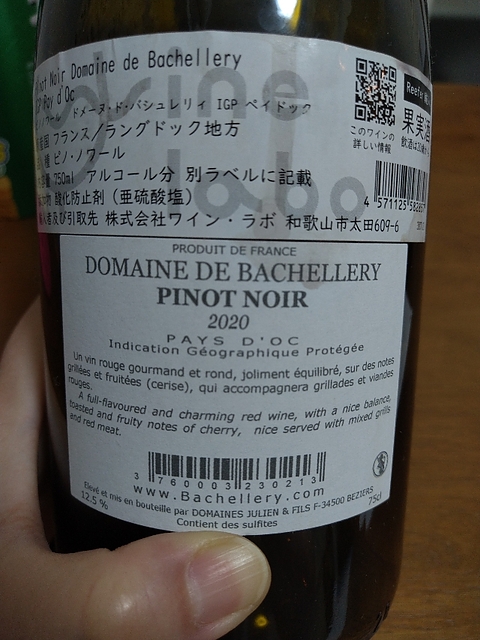 Pinot Noir Domaine de Bachellery
IGP Pay d'Oc
ドメーヌ・ド・バシュレリィ IGP ペイドック
フランス/ラングドック地方
ピノ・ノワール
750ml アルコール分 別ラベルに記載
酸化防止剤 (亜硫酸塩)
引取先 株式会社ワイン・ラボ 和歌山市太田609-6
wine
labo
このワインの
詳しい情報
果実酒
PRODUIT DE FRANCE
DOMAINE DE BACHELLERY
PINOT NOIR
2020
PAYS D'OC
Indication Géographique Protégée
Un vin rouge gourmand et rond, joliment équilibré, sur des notes
grillées et fruitées (cerise), qui accompagnera grillades et viandes
rouges.
A full-flavoured and charming red wine, with a nice balance,
toasted and fruity notes of cherry, nice served with mixed grills
and red meat.
3 760003 230213
www.Bachellery.com
Elevé et mis en bouteille par DOMAINES JULIEN & FILS F-34500 BEZIERS
12.5 %
75cl
Contient des sulfites